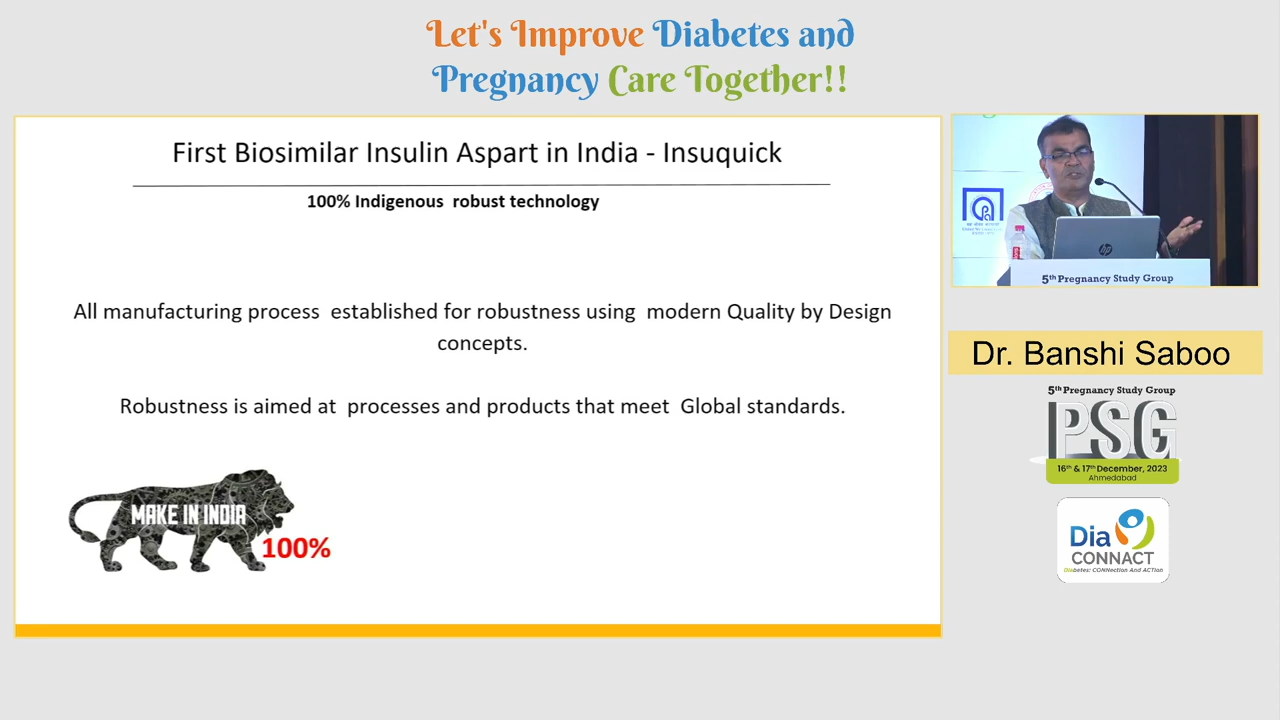 Let's Improve Diabetes and
Pregnancy Care Together!!
First Biosimilar Insulin Aspart in India - Insuquick
100% Indigenous robust technology
All manufacturing process established for robustness using modern Quality by Design
concepts.
Robustness is aimed at processes and products that meet Global standards.
MAKE IN INDIA
100%
hp
5th Pregnancy Study Group
Dr. Banshi Saboo
5th Pregnancy Study Group
PSG
16th & 17th December, 2023
Ahmedabad
Dia
CONNACT
Diabetes: CONNection And ACTion